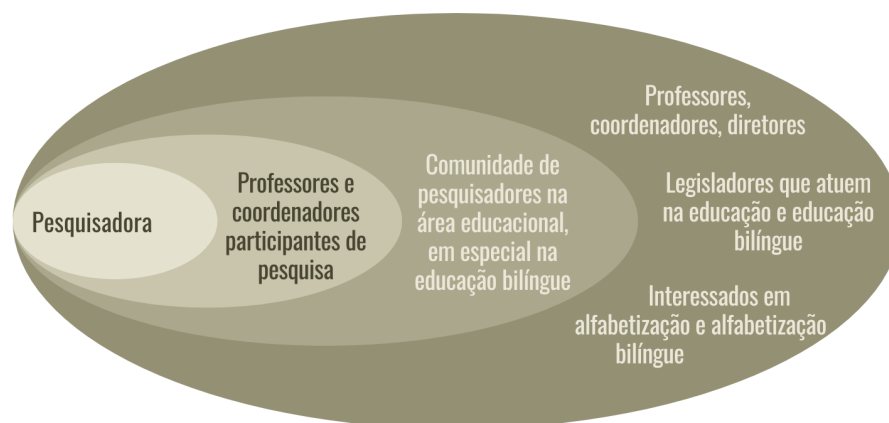 Pesquisadora
Professores e
coordenadores
participantes de
pesquisa
Comunidade de
pesquisadores na
área educacional,
em especial na
educação bilíngue
Professores,
coordenadores, diretores
Legisladores que atuem
na educação e educação
bilíngue
Interessados em
alfabetização e alfabetização
bilíngue